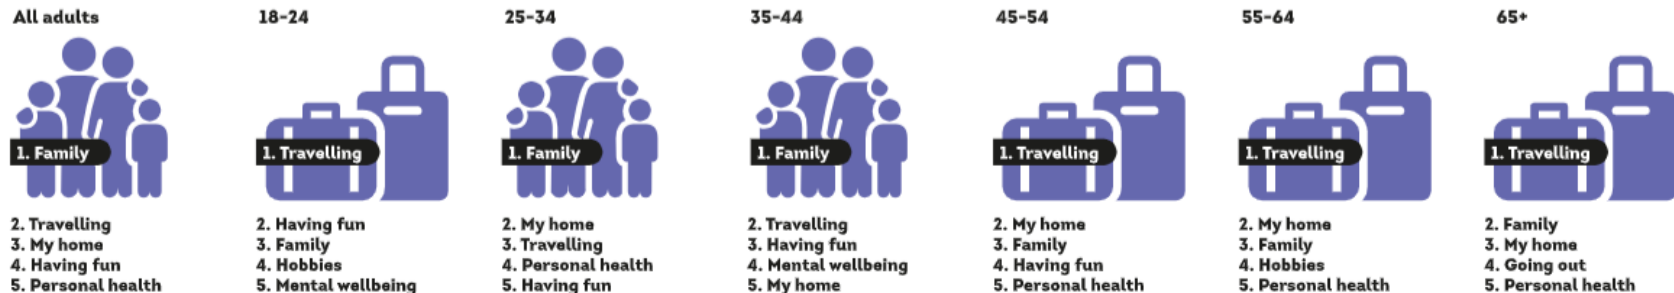 All adults
1. Family
2. Travelling
3. My home
4. Having fun
5. Personal health
18-24
1. Travelling
2. Having fun
3. Family
4. Hobbies
5. Mental wellbeing
25-34
1. Family
2. My home
3. Travelling
4. Personal health
5. Having fun
35-44
1. Family
2. Travelling
3. Having fun
4. Mental wellbeing
5. My home
45-54
1. Travelling
2. My home
3. Family
4. Having fun
5. Personal health
55-64
1. Travelling
2. My home
3. Family
4. Hobbies
5. Personal health
65+
1. Travelling
2. Family
3. My home
4. Going out
5. Personal health